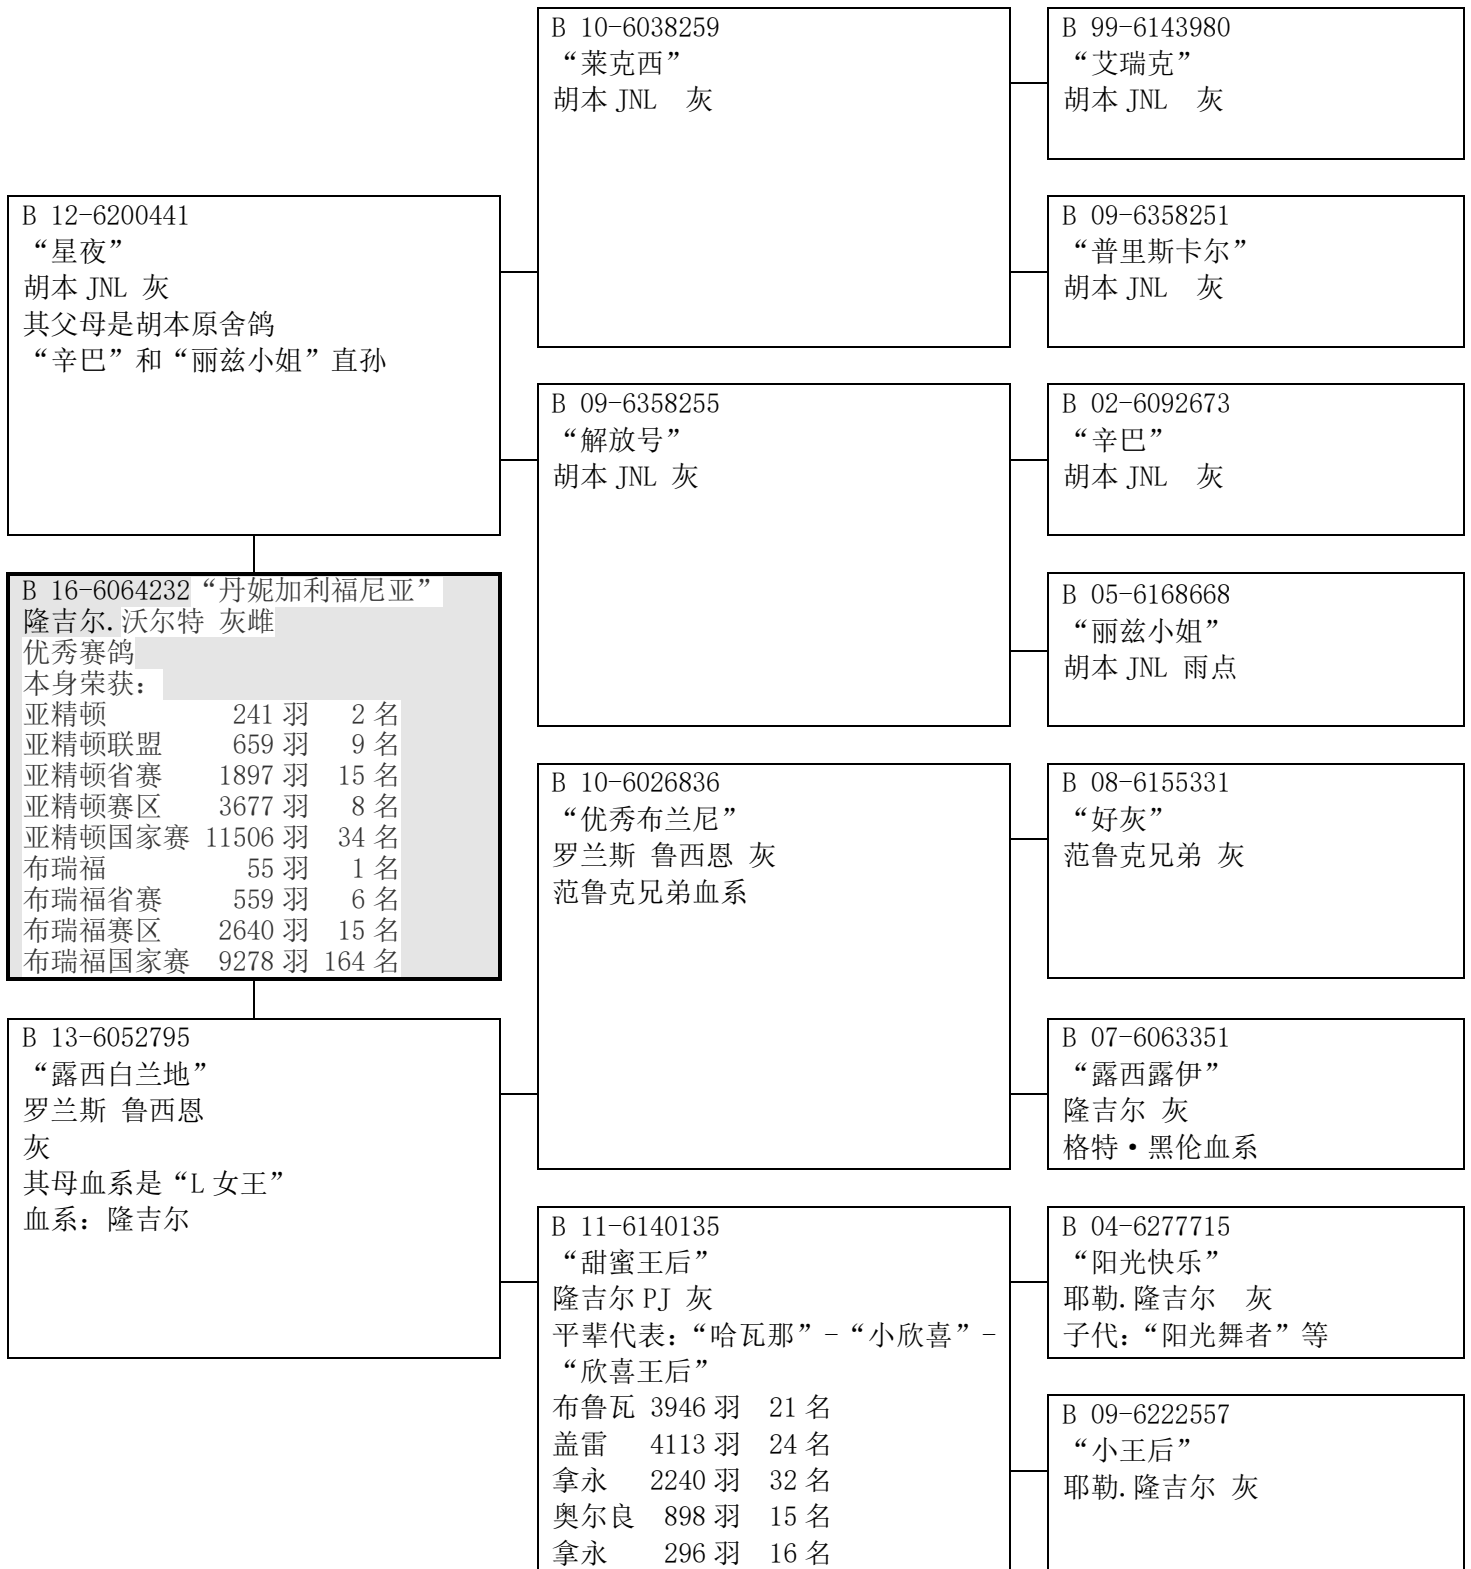 B 12-6200441
“星夜”
胡本 JNL 灰
其父母是胡本原舍鸽
“辛巴”和“丽兹小姐”直孙
B 16-6064232“丹妮加利福尼亚”
隆吉尔.沃尔特 灰雌
优秀赛鸽
本身荣获：
亚精顿 241 羽 2 名
亚精顿联盟 659 羽 9 名
亚精顿省赛 1897 羽 15 名
亚精顿赛区 3677 羽 8 名
亚精顿国家赛 11506 羽 34 名
布瑞福 55 羽 1 名
布瑞福省赛 559 羽 6 名
布瑞福赛区 2640 羽 15 名
布瑞福国家赛 9278 羽 164 名
B 13-6052795
“露西白兰地”
罗兰斯 鲁西恩
灰
其母血系是“L 女王”
血系：隆吉尔
B 10-6038259
“莱克西”
胡本 JNL 灰
B 09-6358255
“解放号”
胡本 JNL 灰
B 10-6026836
“优秀布兰尼”
罗兰斯 鲁西恩 灰
范鲁克兄弟血系
B 11-6140135
“甜蜜王后”
隆吉尔 PJ 灰
平辈代表：“哈瓦那”-“小欣喜”-
“欣喜王后”
布鲁瓦 3946 羽 21 名
盖雷 4113 羽 24 名
拿永 2240 羽 32 名
奥尔良 898 羽 15 名
拿永 296 羽 16 名
B 99-6143980
“艾瑞克”
胡本 JNL 灰
B 09-6358251
“普里斯卡尔”
胡本 JNL 灰
B 02-6092673
“辛巴”
胡本 JNL 灰
B 05-6168668
“丽兹小姐”
胡本 JNL 雨点
B 08-6155331
“好灰”
范鲁克兄弟 灰
B 07-6063351
“露西露伊”
隆吉尔 灰
格特·黑伦血系
B 04-6277715
“阳光快乐”
耶勒.隆吉尔 灰
子代：“阳光舞者”等
B 09-6222557
“小王后”
耶勒.隆吉尔 灰